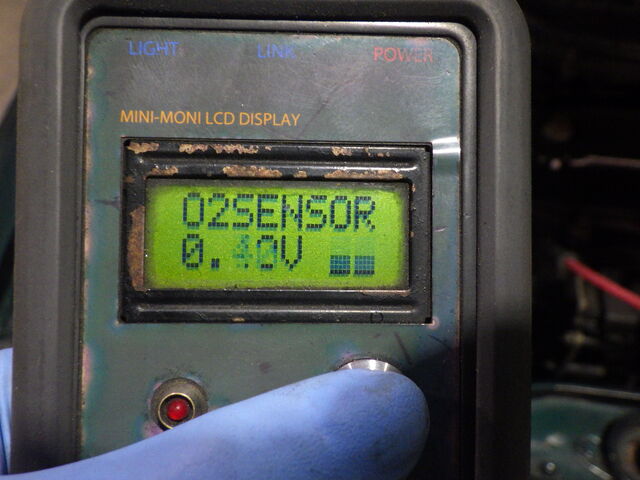 LIGHT LINK POWER
MINI-MONI LCD DISPLAY
O2SENSOR
0.40V